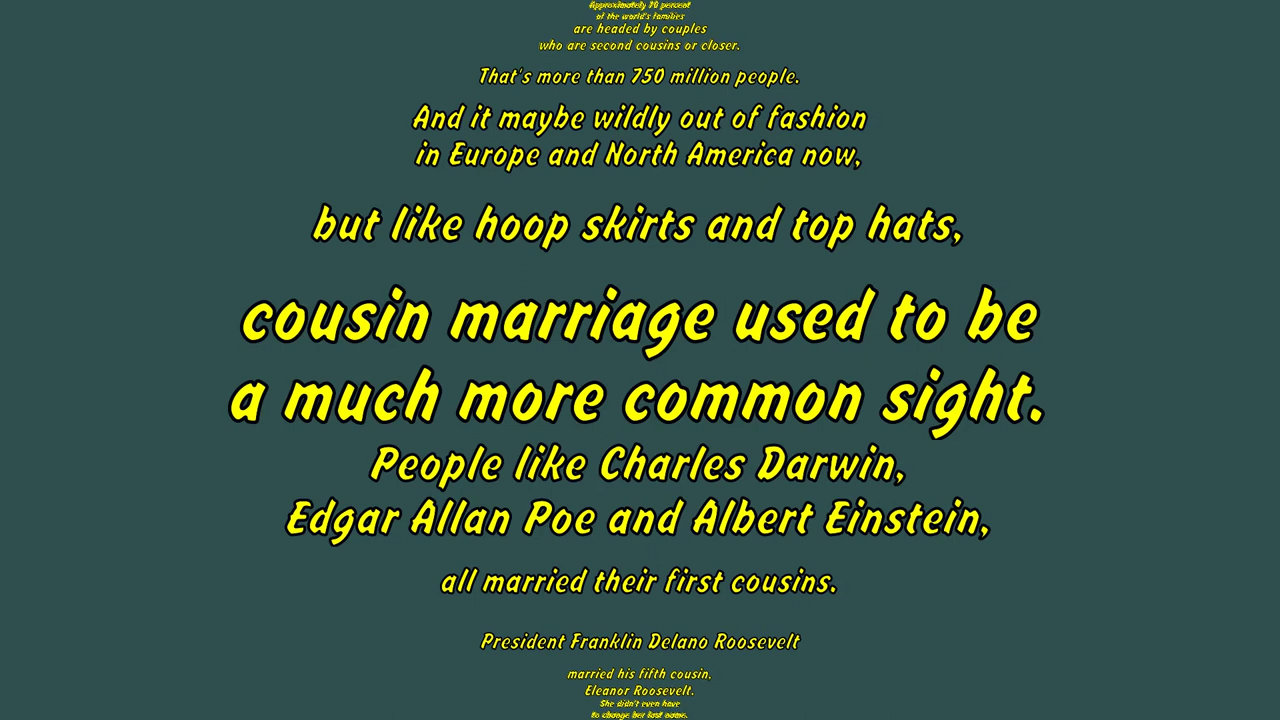 Approximately 10 percent
of the world's families
are headed by couples
who are second cousins or closer.
That's more than 750 million people.
And it maybe wildly out of fashion
in Europe and North America now,
but like hoop skirts and top hats,
cousin marriage used to be
a much more common sight.
People like Charles Darwin,
Edgar Allan Poe and Albert Einstein,
all married their first cousins.
President Franklin Delano Roosevelt
married his fifth cousin,
Eleanor Roosevelt.
She didn't even have
to change her last name.